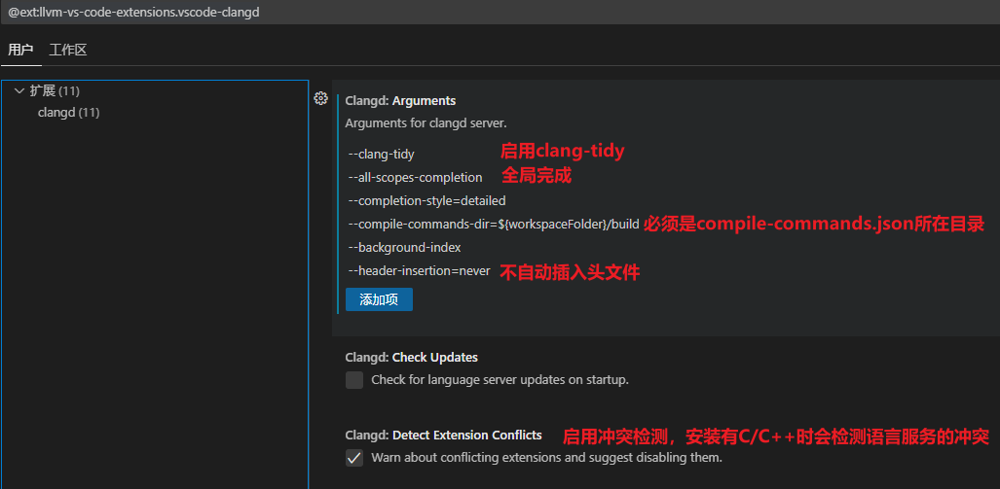 @ext:llvm-vs-code-extensions.vscode-clangd
用户 工作区
扩展 (11)
clangd (11)
Clangd: Arguments
Arguments for clangd server.
--clang-tidy 启用clang-tidy
--all-scopes-completion 全局完成
--completion-style=detailed
--compile-commands-dir=${workspaceFolder}/build 必须是compile-commands.json所在目录
--background-index
--header-insertion=never 不自动插入头文件
添加项
Clangd: Check Updates
Check for language server updates on startup.
Clangd: Detect Extension Conflicts 启用冲突检测，安装有C/C++时会检测语言服务的冲突
Warn about conflicting extensions and suggest disabling them.